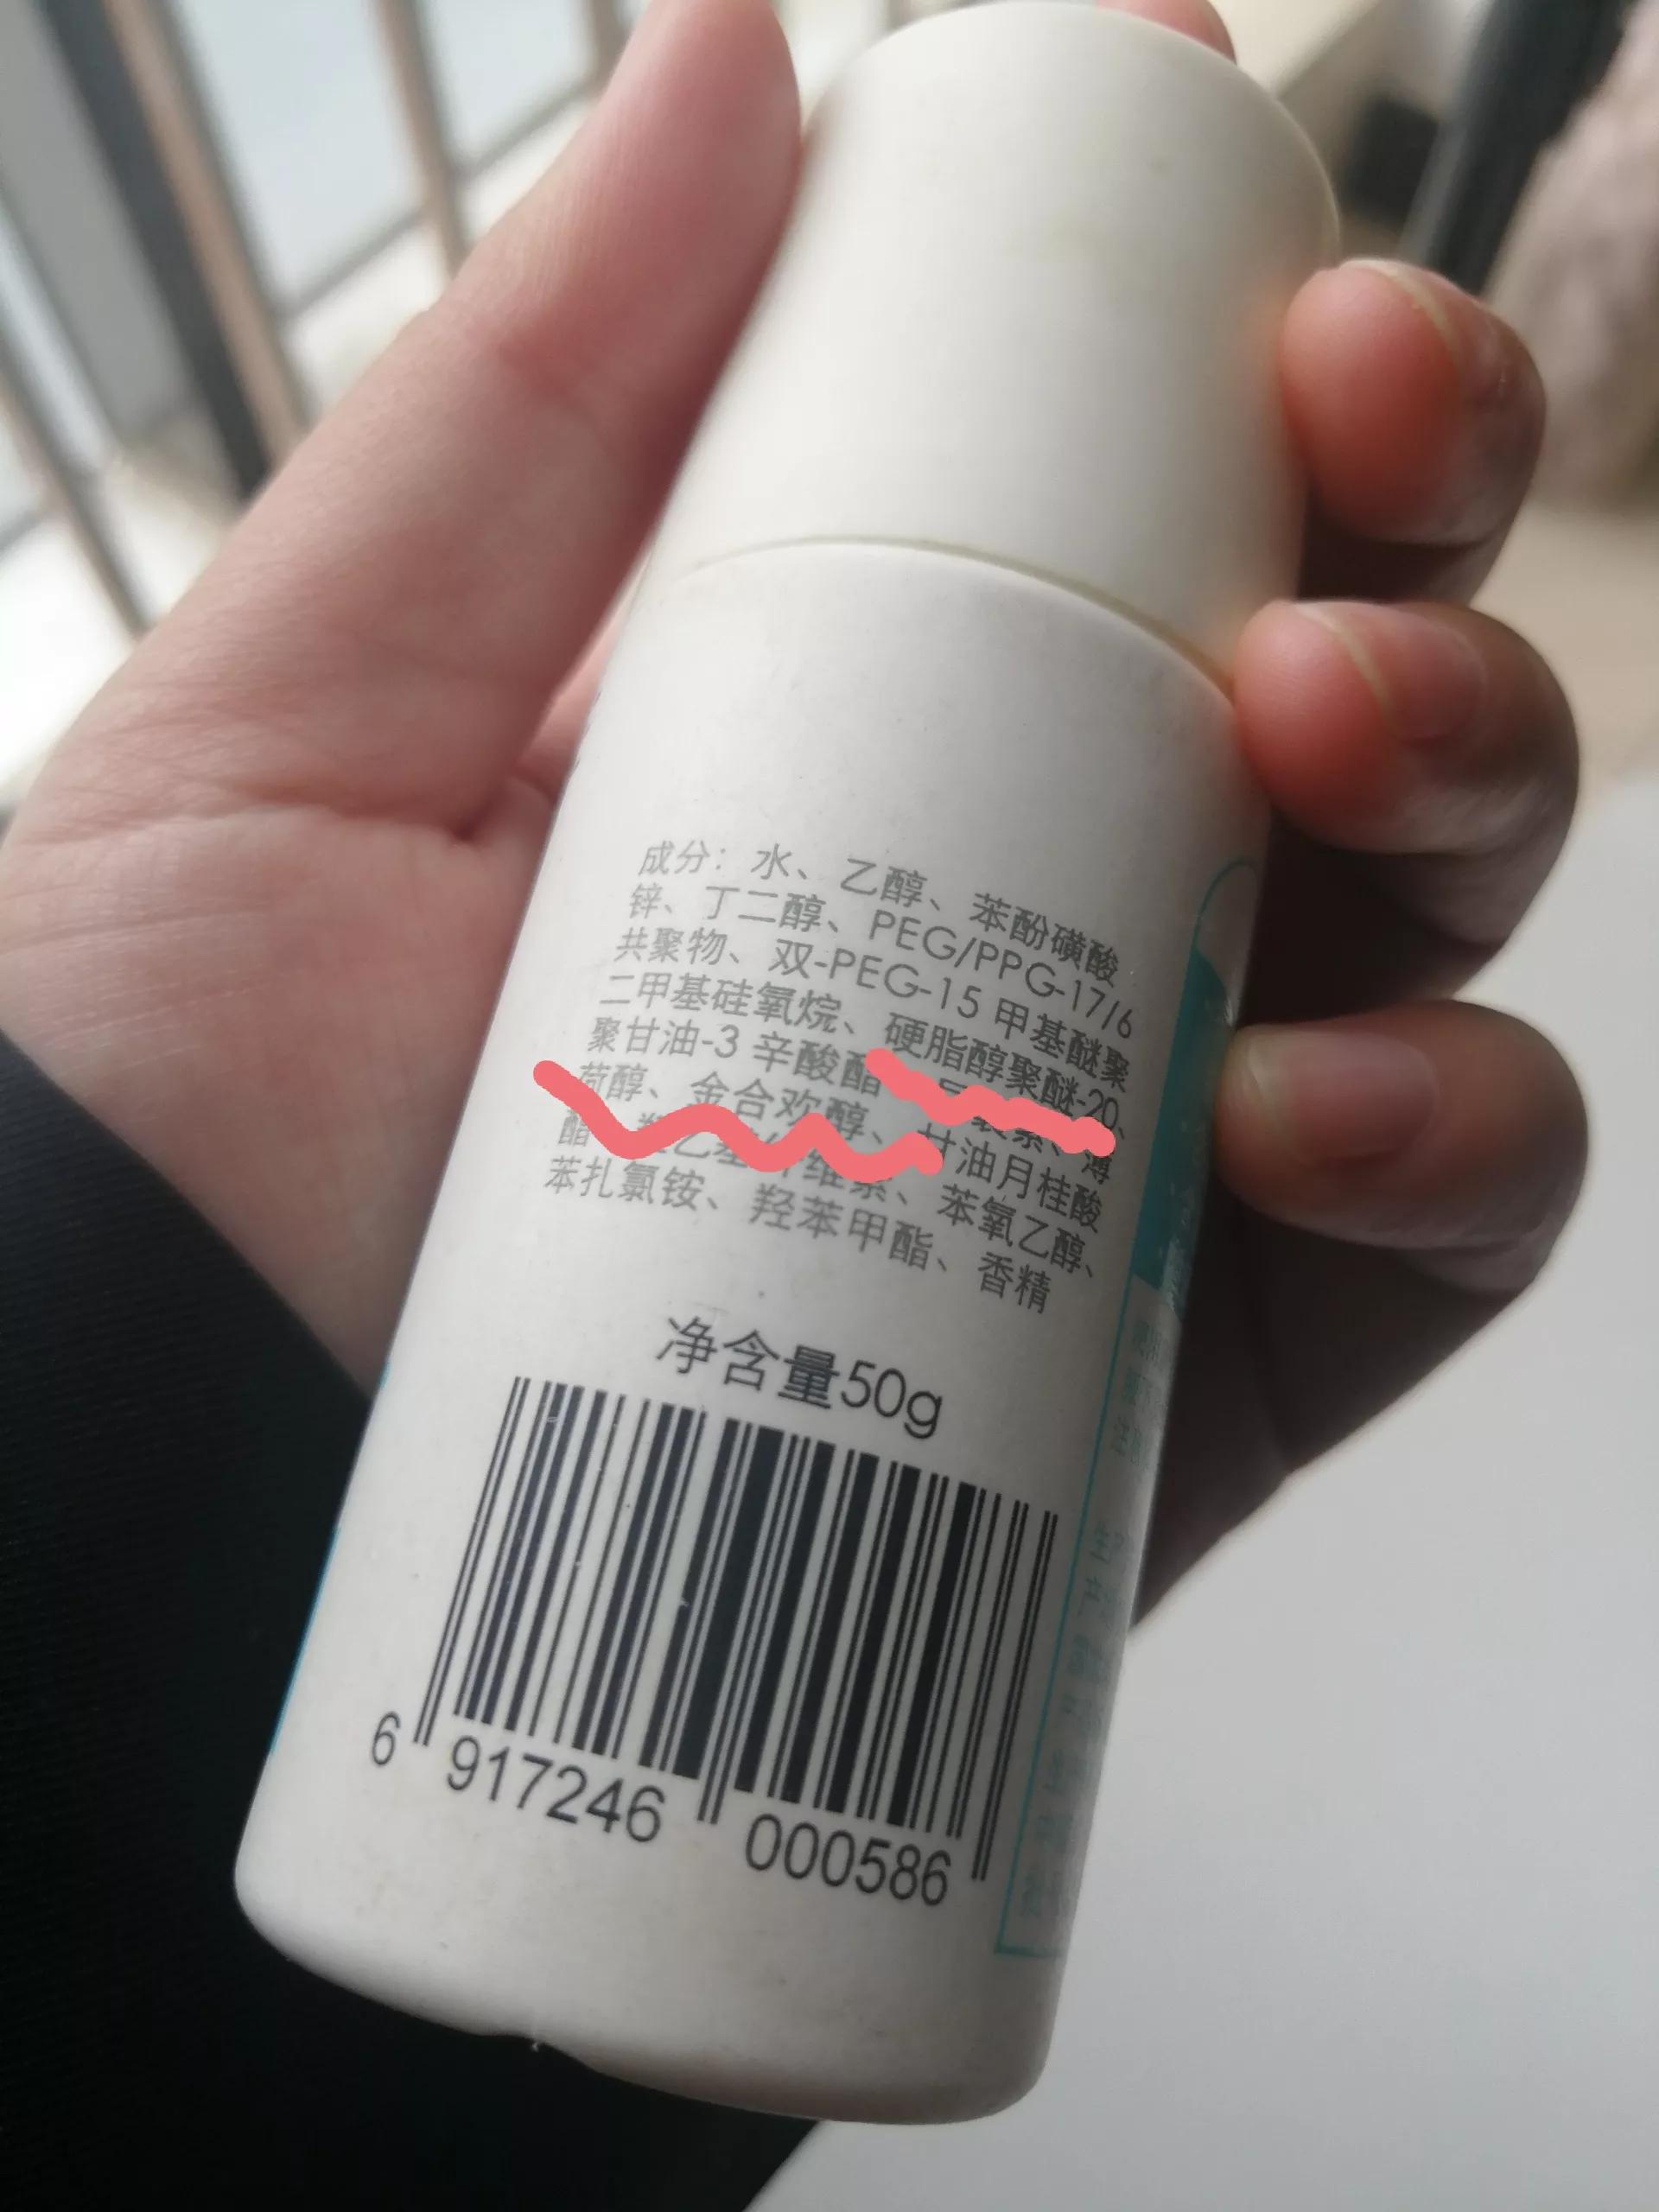 成分：水、乙醇、苯酚磺酸
锌、丁二醇、PEG/PPG-17/6
共聚物、双-PEG-15 甲基醚聚
二甲基硅氧烷、硬脂醇聚醚-20、
聚甘油-3 辛酸酯、薄
荷醇、金合欢醇、甘油月桂酸
酯、苯氧乙醇、
苯扎氯铵、羟苯甲酯、香精
净含量50g
6 917246 000586